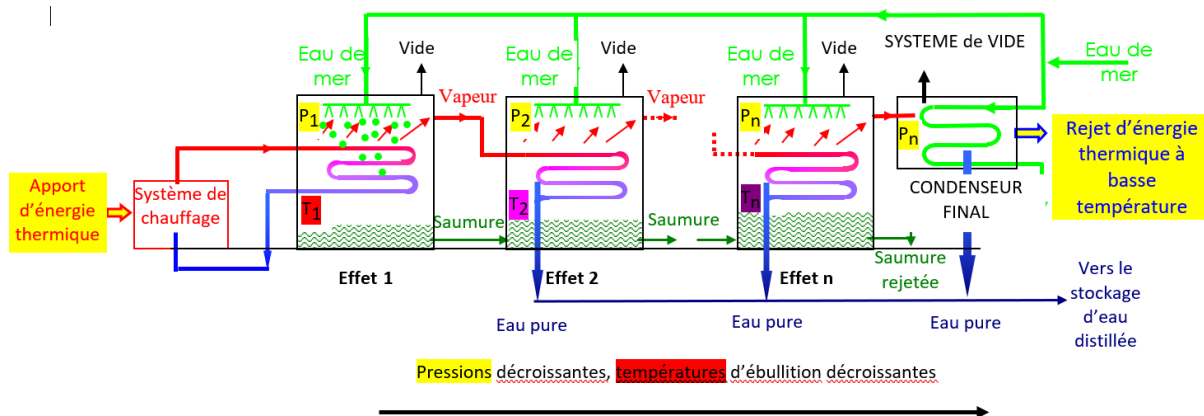 Eau de
mer
Vide
Eau de
mer
Vide
Eau de
mer
Vide
SYSTEME de VIDE
Eau de
mer
P1
Vapeur
P2
Vapeur
Pn
Pn
Rejet d'énergie
thermique à
basse
température
Apport
d'énergie
thermique
Système de
chauffage
T1
T2
Tn
CONDENSEUR
FINAL
Saumure
Saumure
Saumure
rejetée
Effet 1
Effet 2
Effet n
Vers le
stockage
d'eau
distillée
Eau pure
Eau pure
Eau pure
Pressions décroissantes, températures d'ébullition décroissantes